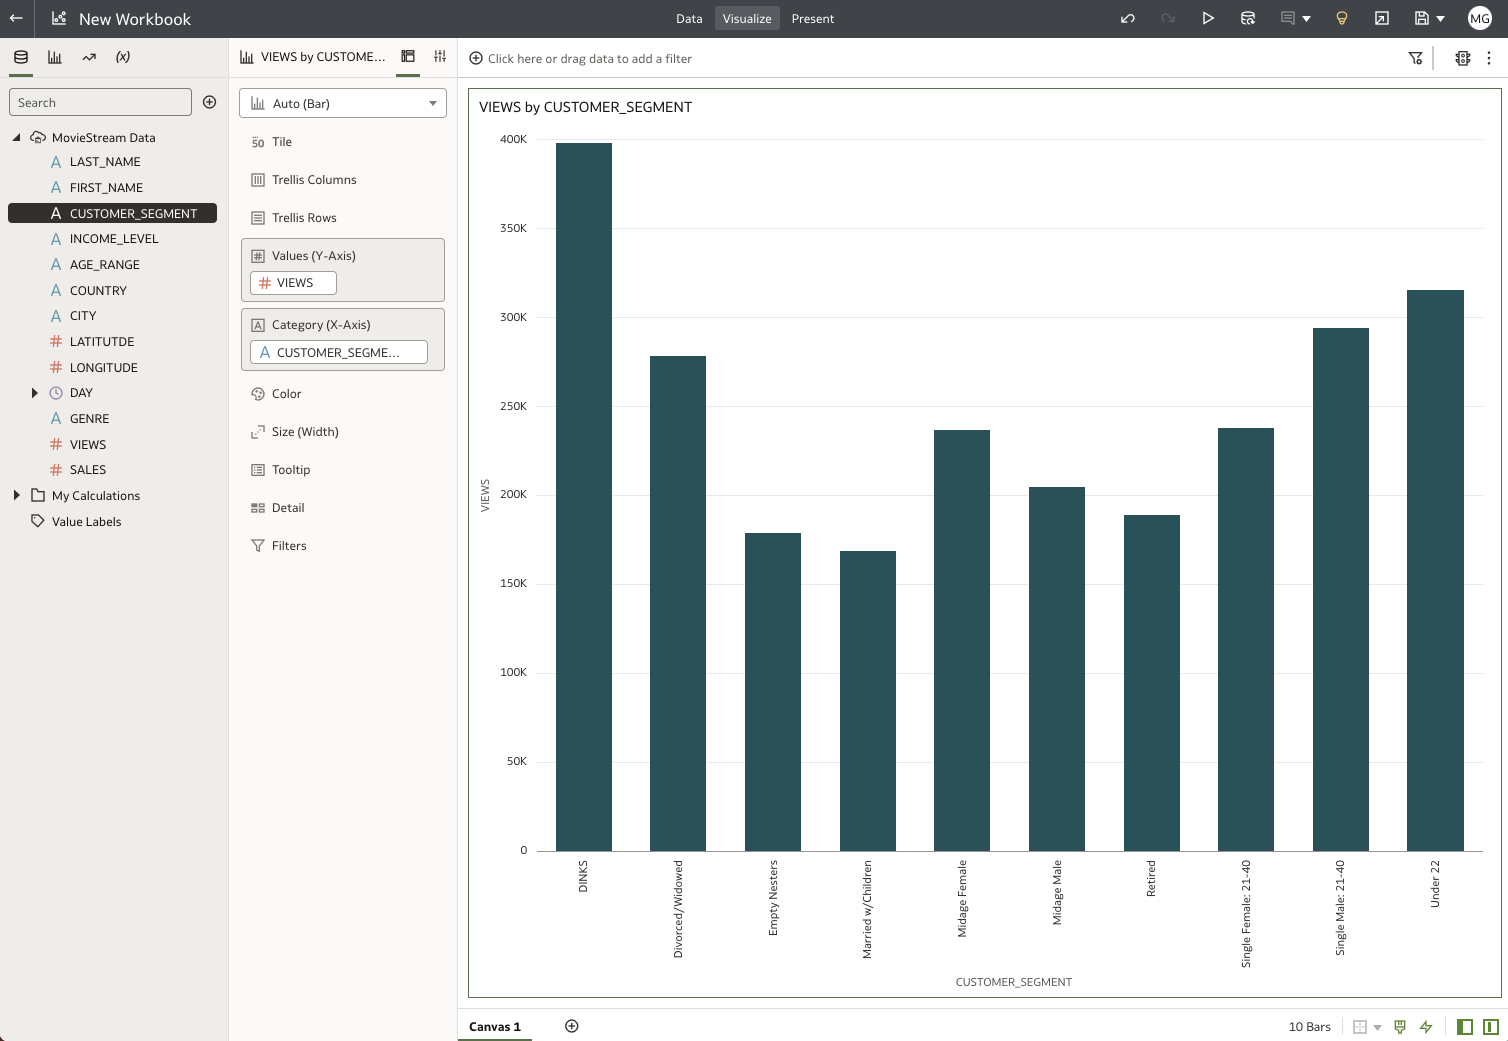 New Workbook
Data
Visualize
Present
MG
(x)
VIEWS by CUSTOME...
Click here or drag data to add a filter
Search
MovieStream Data
A LAST_NAME
A FIRST_NAME
A CUSTOMER_SEGMENT
A INCOME_LEVEL
A AGE_RANGE
A COUNTRY
A CITY
# LATITUTDE
# LONGITUDE
DAY
A GENRE
# VIEWS
# SALES
My Calculations
Value Labels
Auto (Bar)
50 Tile
Trellis Columns
Trellis Rows
# Values (Y-Axis)
# VIEWS
A Category (X-Axis)
A CUSTOMER_SEGME...
Color
Size (Width)
Tooltip
Detail
Filters
VIEWS by CUSTOMER_SEGMENT
400K
350K
300K
250K
200K
150K
100K
50K
0
VIEWS
DINKS
Divorced/Widowed
Empty Nesters
Married w/Children
Midage Female
Midage Male
Retired
Single Female: 21-40
Single Male: 21-40
Under 22
CUSTOMER_SEGMENT
Canvas 1
10 Bars